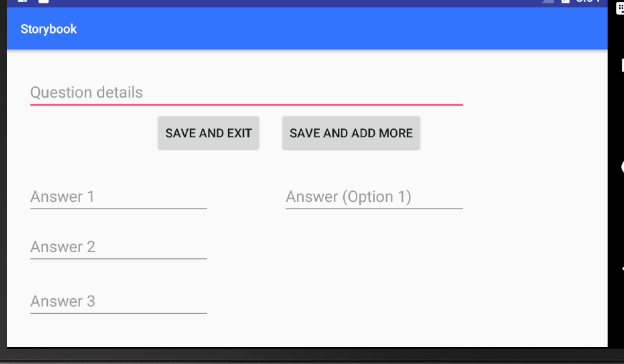 Storybook
Question details
SAVE AND EXIT SAVE AND ADD MORE
Answer 1 Answer (Option 1)
Answer 2
Answer 3